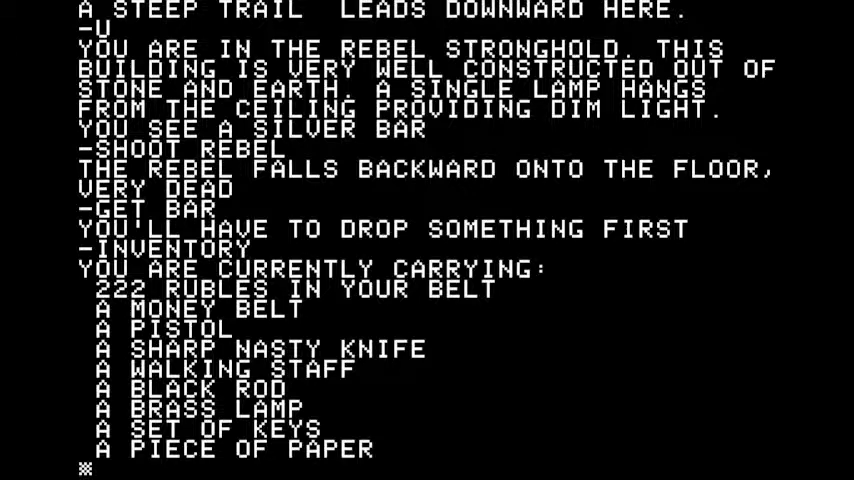 A STEEP TRAIL  LEADS DOWNWARD HERE.
-U
YOU ARE IN THE REBEL STRONGHOLD. THIS
BUILDING IS VERY WELL CONSTRUCTED OUT OF
STONE AND EARTH. A SINGLE LAMP HANGS
FROM THE CEILING PROVIDING DIM LIGHT.
YOU SEE A SILVER BAR
-SHOOT REBEL
THE REBEL FALLS BACKWARD ONTO THE FLOOR,
VERY DEAD
-GET BAR
YOU'LL HAVE TO DROP SOMETHING FIRST
-INVENTORY
YOU ARE CURRENTLY CARRYING:
 222 RUBLES IN YOUR BELT
 A MONEY BELT
 A PISTOL
 A SHARP NASTY KNIFE
 A WALKING STAFF
 A BLACK ROD
 A BRASS LAMP
 A SET OF KEYS
 A PIECE OF PAPER